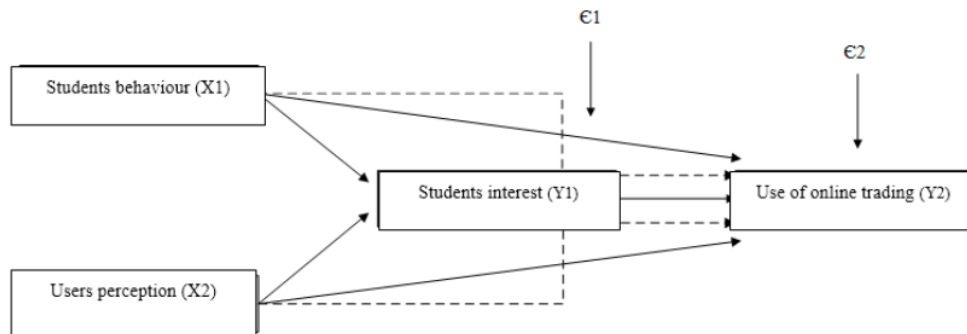 Є1
Є2
Students behaviour (X1)
Students interest (Y1)
Use of online trading (Y2)
Users perception (X2)